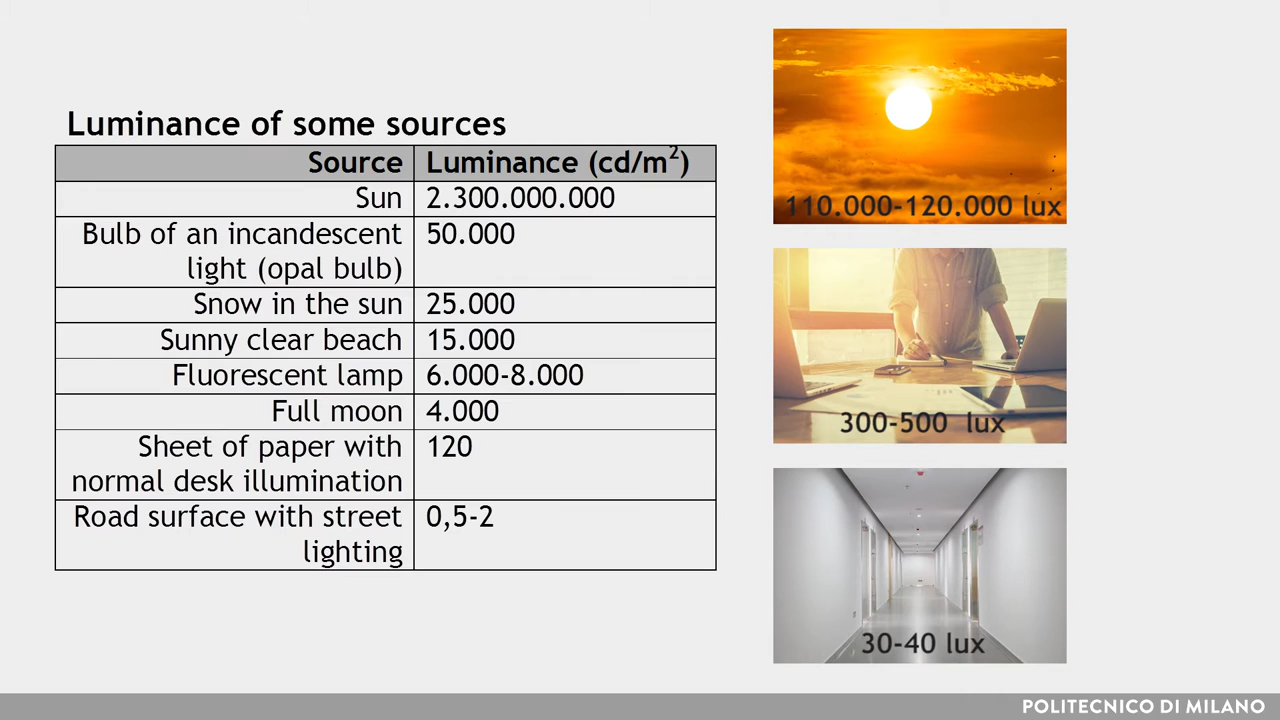 Luminance of some sources
Source Luminance (cd/m²)
Sun 2.300.000.000
Bulb of an incandescent 50.000
light (opal bulb)
Snow in the sun 25.000
Sunny clear beach 15.000
Fluorescent lamp 6.000-8.000
Full moon 4.000
Sheet of paper with 120
normal desk illumination
Road surface with street 0,5-2
lighting
110.000-120.000 lux
300-500 lux
30-40 lux
POLITECNICO DI MILANO